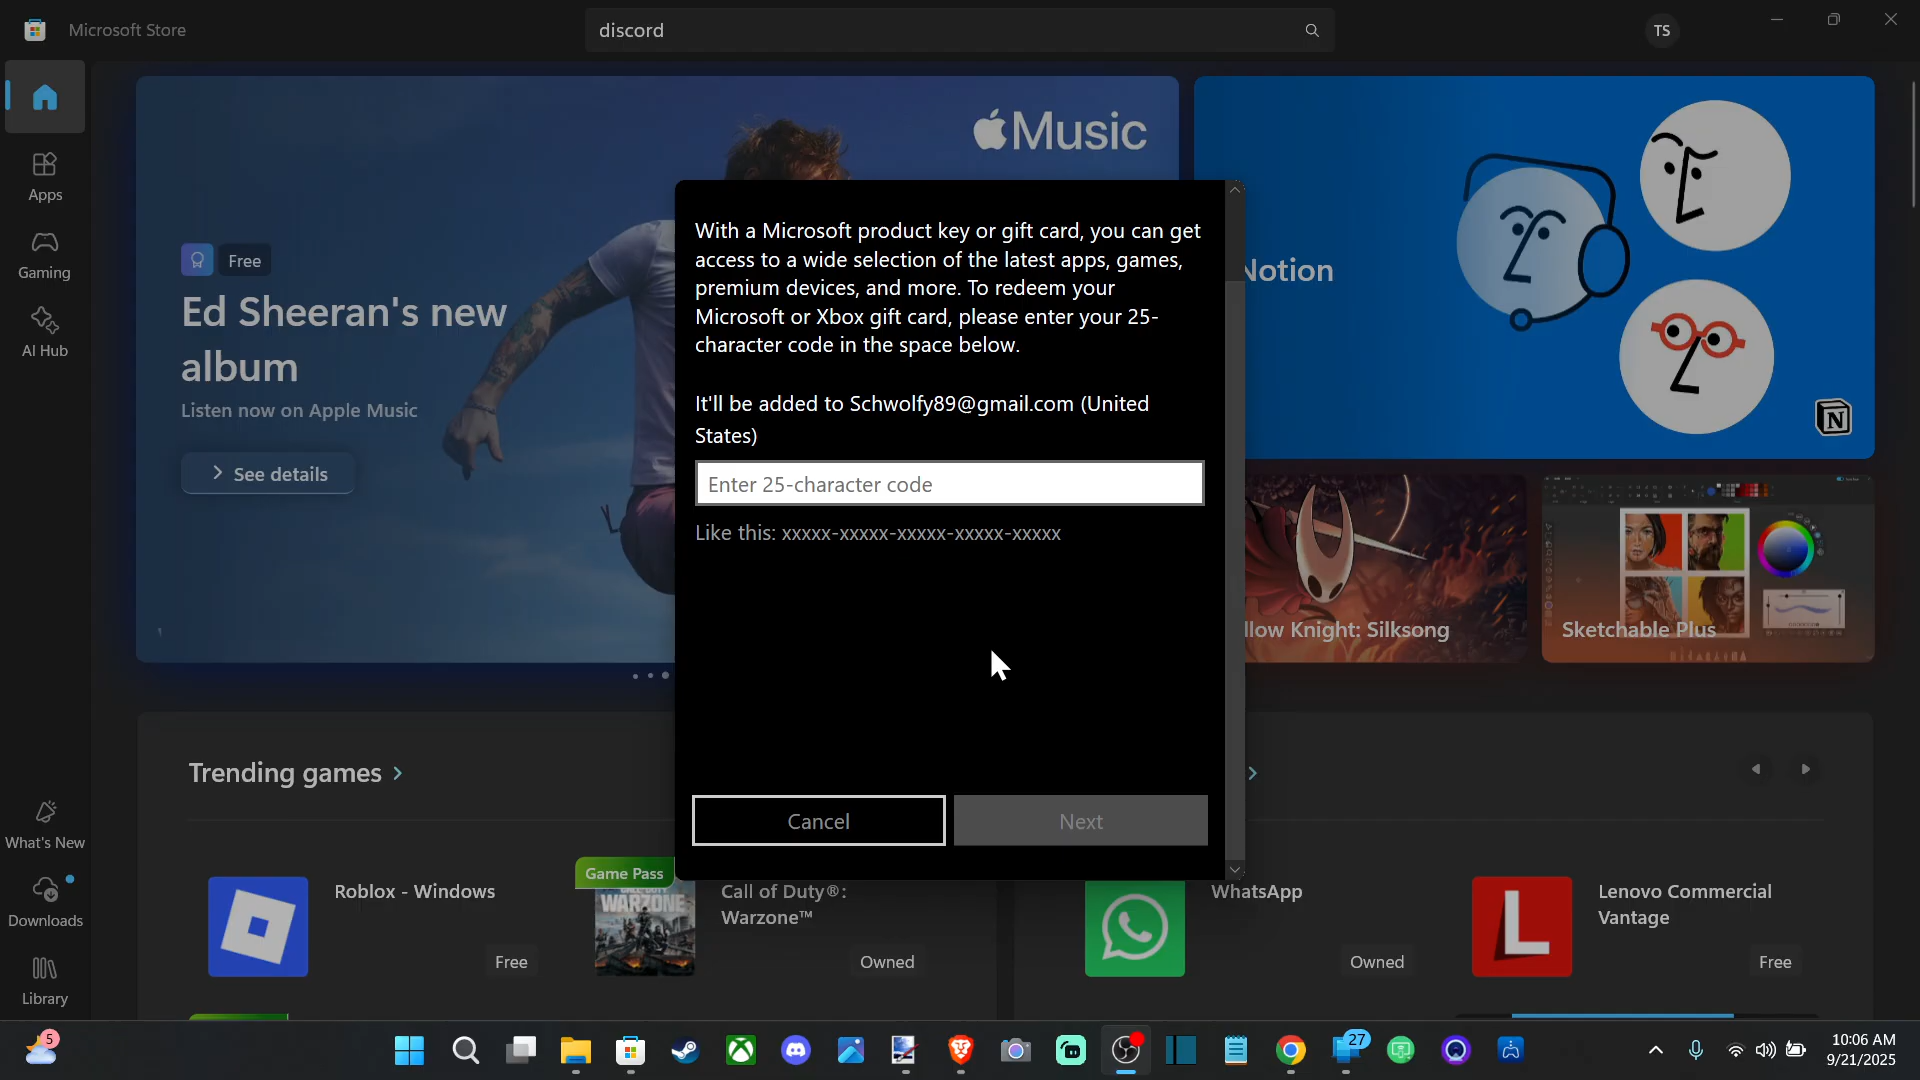 Microsoft Store
discord
TS
Apps
Gaming
AI Hub
What's New
Downloads
Library
Music
Free
Ed Sheeran's new
album
Listen now on Apple Music
See details
Notion
With a Microsoft product key or gift card, you can get
access to a wide selection of the latest apps, games,
premium devices, and more. To redeem your
Microsoft or Xbox gift card, please enter your 25-
character code in the space below.
It'll be added to Schwolfy89@gmail.com (United
States)
Enter 25-character code
Like this: xxxxx-xxxxx-xxxxx-xxxxx-xxxxx
Cancel
Next
llow Knight: Silksong
Sketchable Plus
Trending games
Roblox - Windows
Free
Game Pass
WARZONE
Call of Duty®:
Warzone™
Owned
WhatsApp
Owned
Lenovo Commercial
Vantage
Free
5
27
10:06 AM
9/21/2025